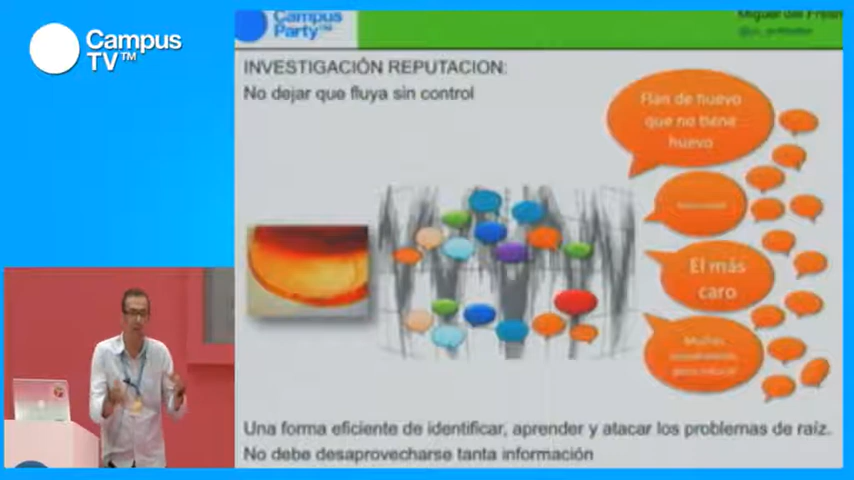 Campus
TV™
Campus
Party™
INVESTIGACIÓN REPUTACION:
No dejar que fluya sin control
Flan de huevo
que no tiene
huevo
El más
caro
Una forma eficiente de identificar, aprender y atacar los problemas de raíz.
No debe desaprovecharse tanta información